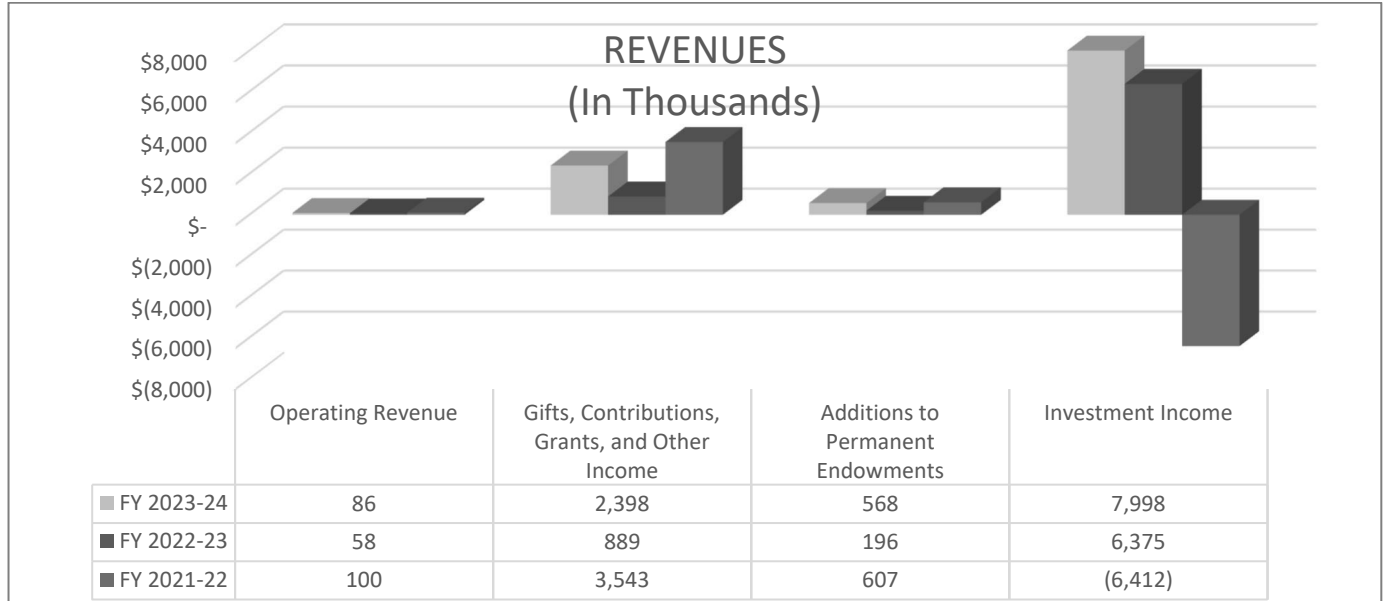 REVENUES
(In Thousands)
$8,000
$6,000
$4,000
$2,000
$-
$(2,000)
$(4,000)
$(6,000)
$(8,000)
Operating Revenue
Gifts, Contributions,
Grants, and Other
Income
Additions to
Permanent
Endowments
Investment Income
FY 2023-24 86 2,398 568 7,998
FY 2022-23 58 889 196 6,375
FY 2021-22 100 3,543 607 (6,412)